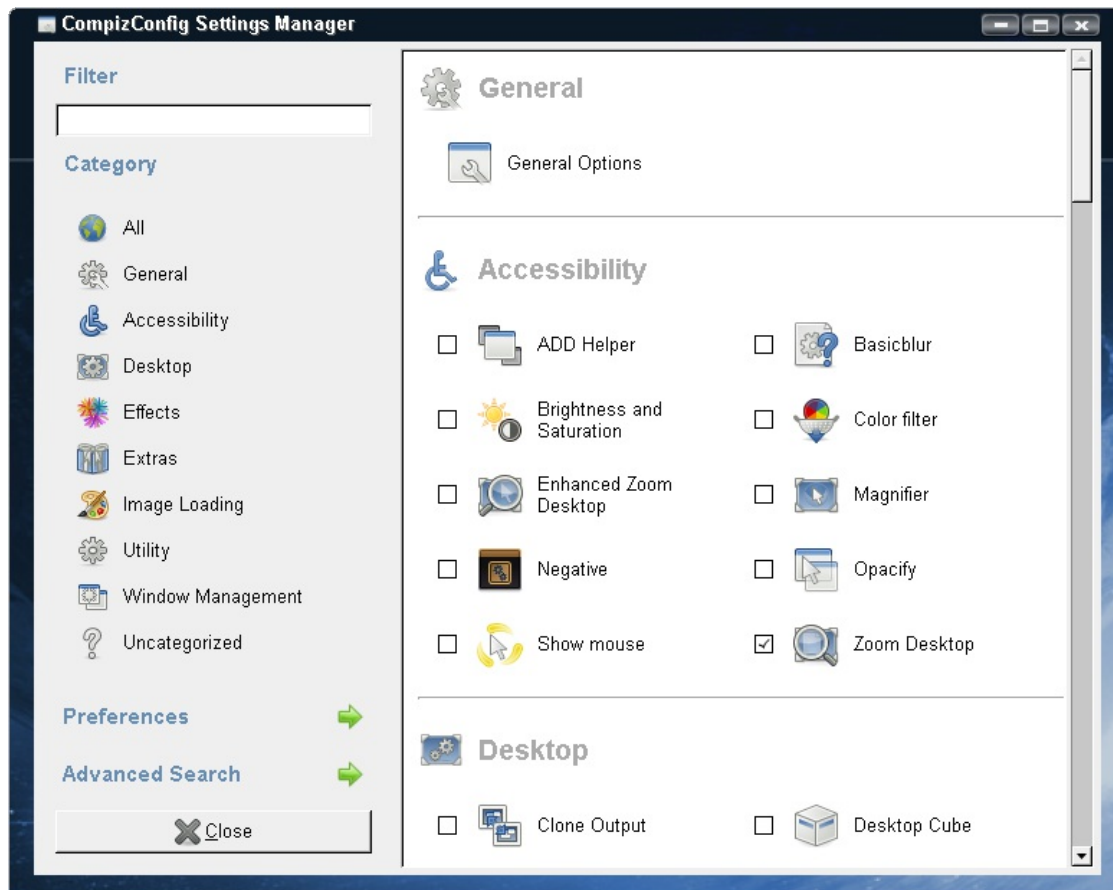 CompizConfig Settings Manager
Filter
Category
All
General
Accessibility
Desktop
Effects
Extras
Image Loading
Utility
Window Management
Uncategorized
Preferences
Advanced Search
Close
General
General Options
Accessibility
ADD Helper
Basicblur
Brightness and
Saturation
Color filter
Enhanced Zoom
Desktop
Magnifier
Negative
Opacify
Show mouse
Zoom Desktop
Desktop
Clone Output
Desktop Cube